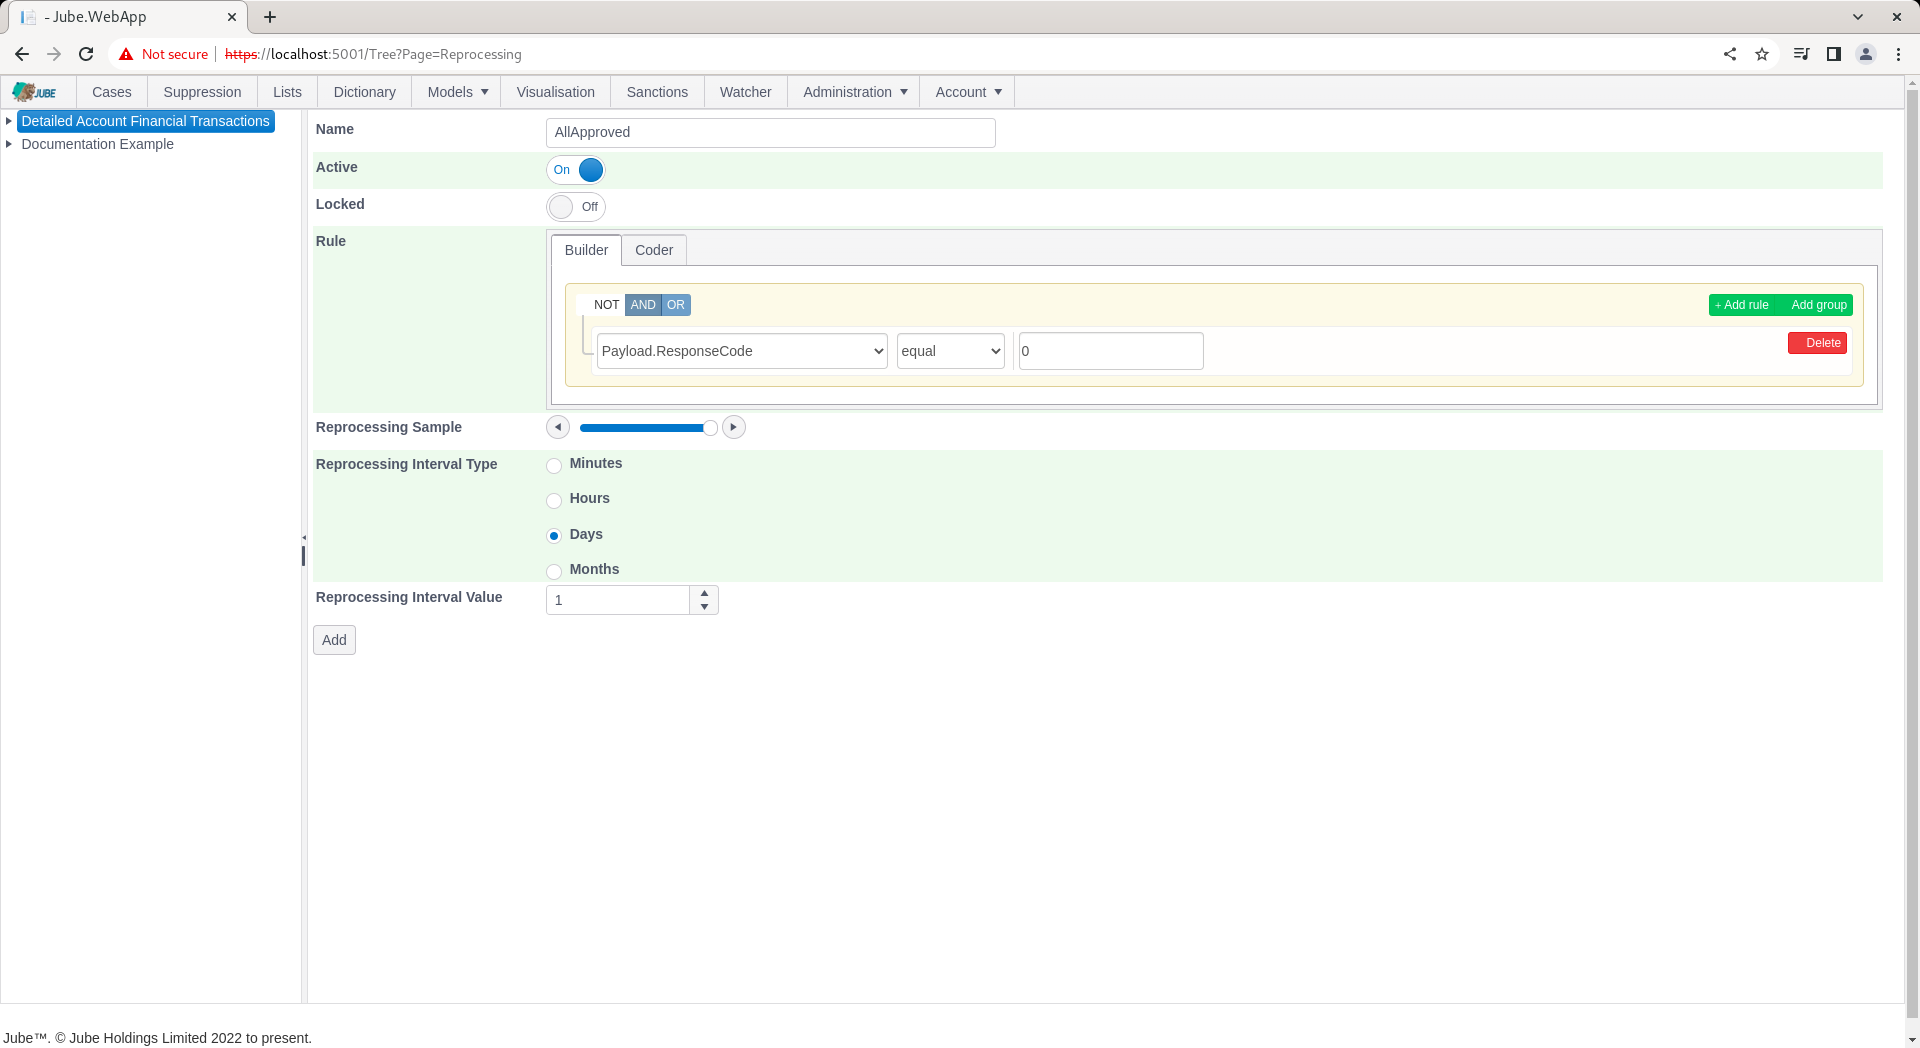 - Jube.WebApp
Not secure https://localhost:5001/Tree?Page=Reprocessing
JUBE Cases Suppression Lists Dictionary Models Visualisation Sanctions Watcher Administration Account
Detailed Account Financial Transactions
Documentation Example
Name AllApproved
Active On
Locked Off
Rule Builder Coder
NOT AND OR + Add rule Add group
Payload.ResponseCode equal 0 Delete
Reprocessing Sample
Reprocessing Interval Type Minutes
Hours
Days
Months
Reprocessing Interval Value 1
Add
Jube™. © Jube Holdings Limited 2022 to present.